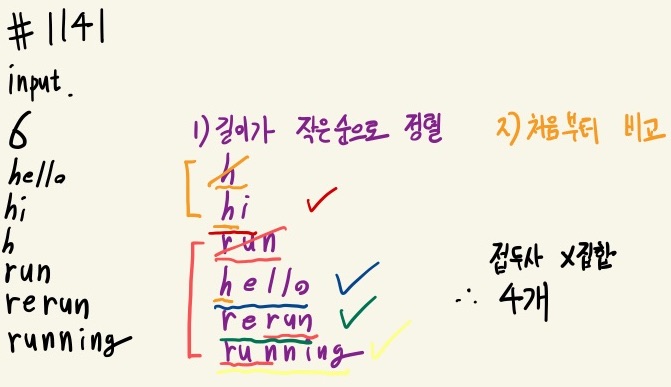 #1141
input.
6
hello
hi
h
run
rerun
running
1) 길이가 작은순으로 정렬
h
hi
run
hello
rerun
running
2) 처음부터 비교
접두사 X집합
∴ 4개